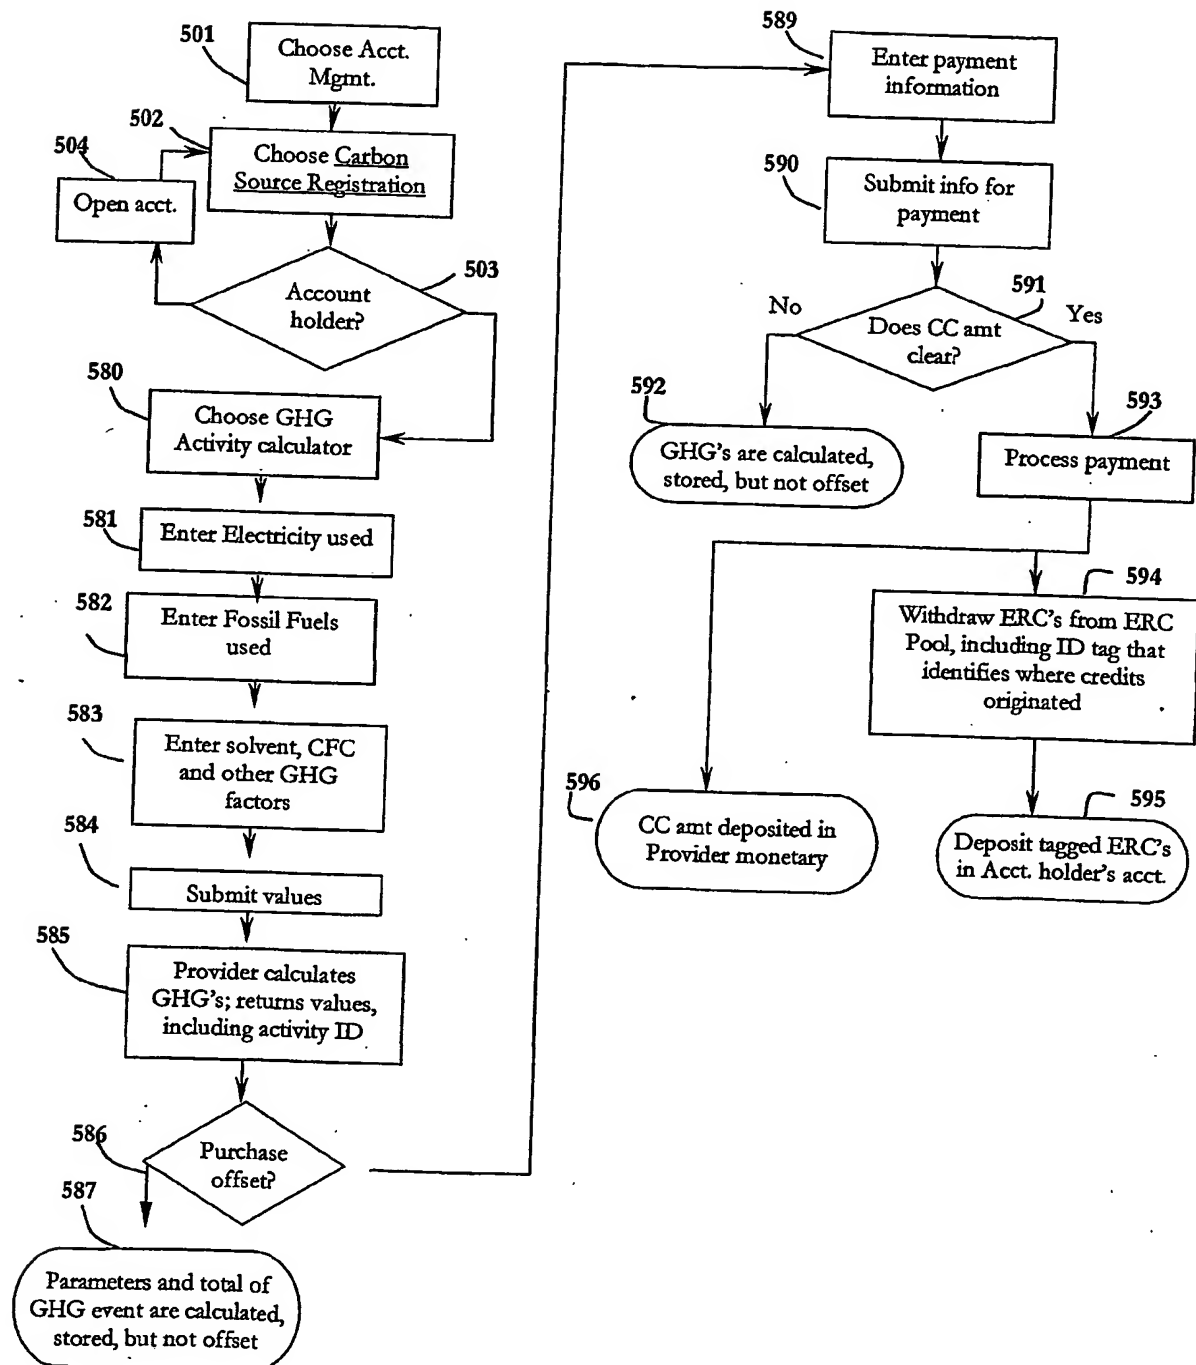 501
Choose Acct.
Mgmt.
502
Choose Carbon
Source Registration
504
Open acct.
503
Account
holder?
580
Choose GHG
Activity calculator
581
Enter Electricity used
582
Enter Fossil Fuels
used
583
Enter solvent, CFC
and other GHG
factors
584
Submit values
585
Provider calculates
GHG's; returns values,
including activity ID
586
Purchase
offset?
587
Parameters and total of
GHG event are calculated,
stored, but not offset
589
Enter payment
information
590
Submit info for
payment
591
No
Yes
Does CC amt
clear?
592
GHG's are calculated,
stored, but not offset
593
Process payment
594
Withdraw ERC's from ERC
Pool, including ID tag that
identifies where credits
originated
596
CC amt deposited in
Provider monetary
595
Deposit tagged ERC's
in Acct. holder's acct.